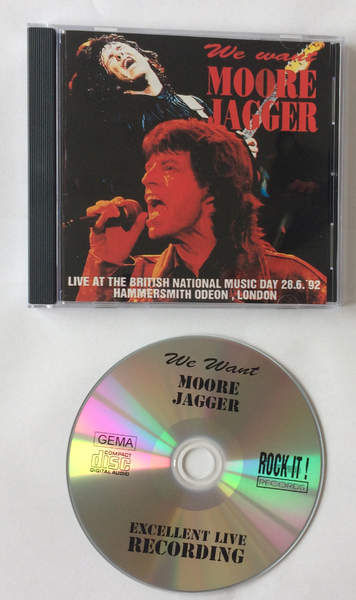 We want
MOORE
JAGGER
LIVE AT THE BRITISH NATIONAL MUSIC DAY 28.6. '92
HAMMERSMITH ODEON , LONDON
We Want
MOORE
JAGGER
GEMA
COMPACT
disc
DIGITAL AUDIO
ROCK IT !
RECORDS
EXCELLENT LIVE
RECORDING